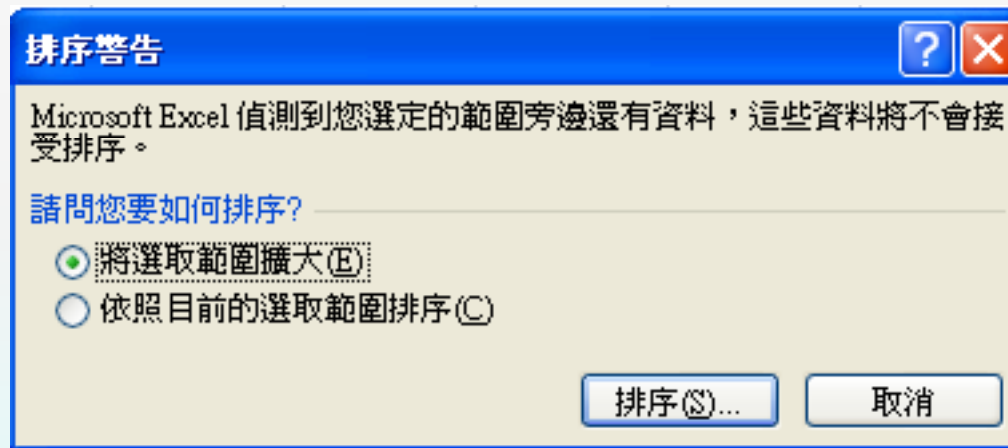 排序警告
Microsoft Excel 偵測到您選定的範圍旁邊還有資料，這些資料將不會接
受排序。
請問您要如何排序?
將選取範圍擴大(E)
依照目前的選取範圍排序(C)
排序(S)... 取消